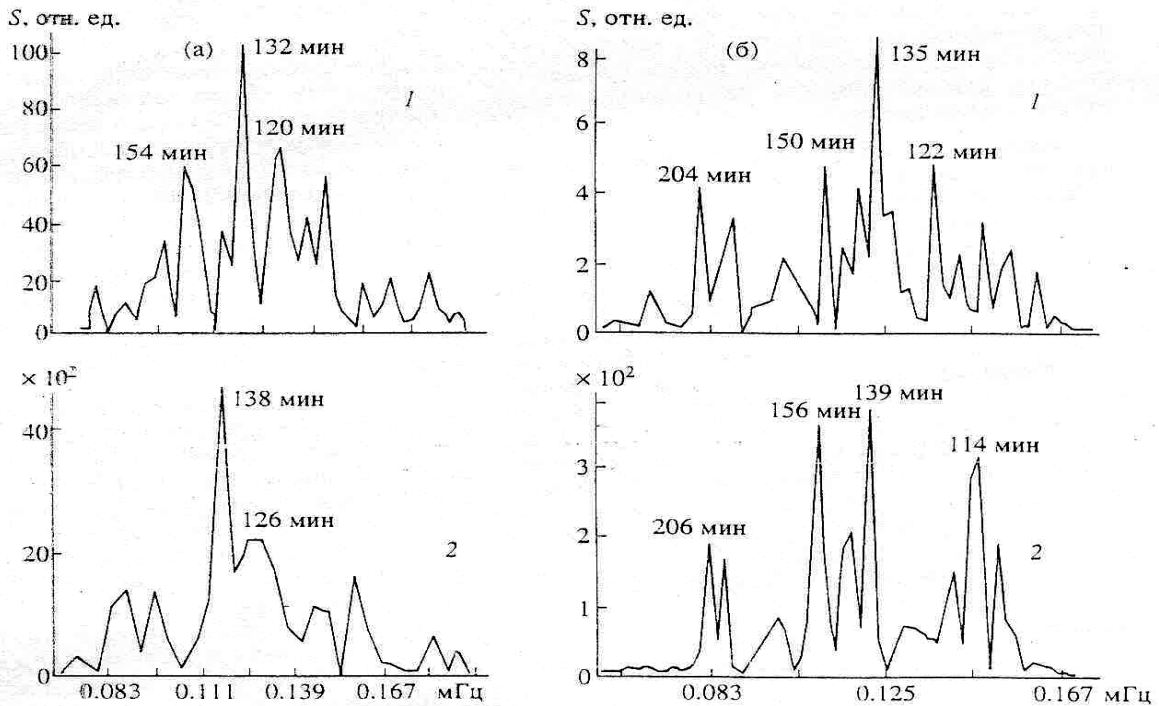 S, отн. ед.
(а)
132 мин
1
120 мин
154 мин
100
80
60
40
20
10
0
S, отн. ед.
(б)
135 мин
1
150 мин
122 мин
204 мин
8
6
4
2
0
× 10²
138 мин
126 мин
2
40
20
0
0.083 0.111 0.139 0.167 мГц
× 10²
139 мин
156 мин
114 мин
206 мин
2
3
2
1
0
0.083 0.125 0.167 мГц